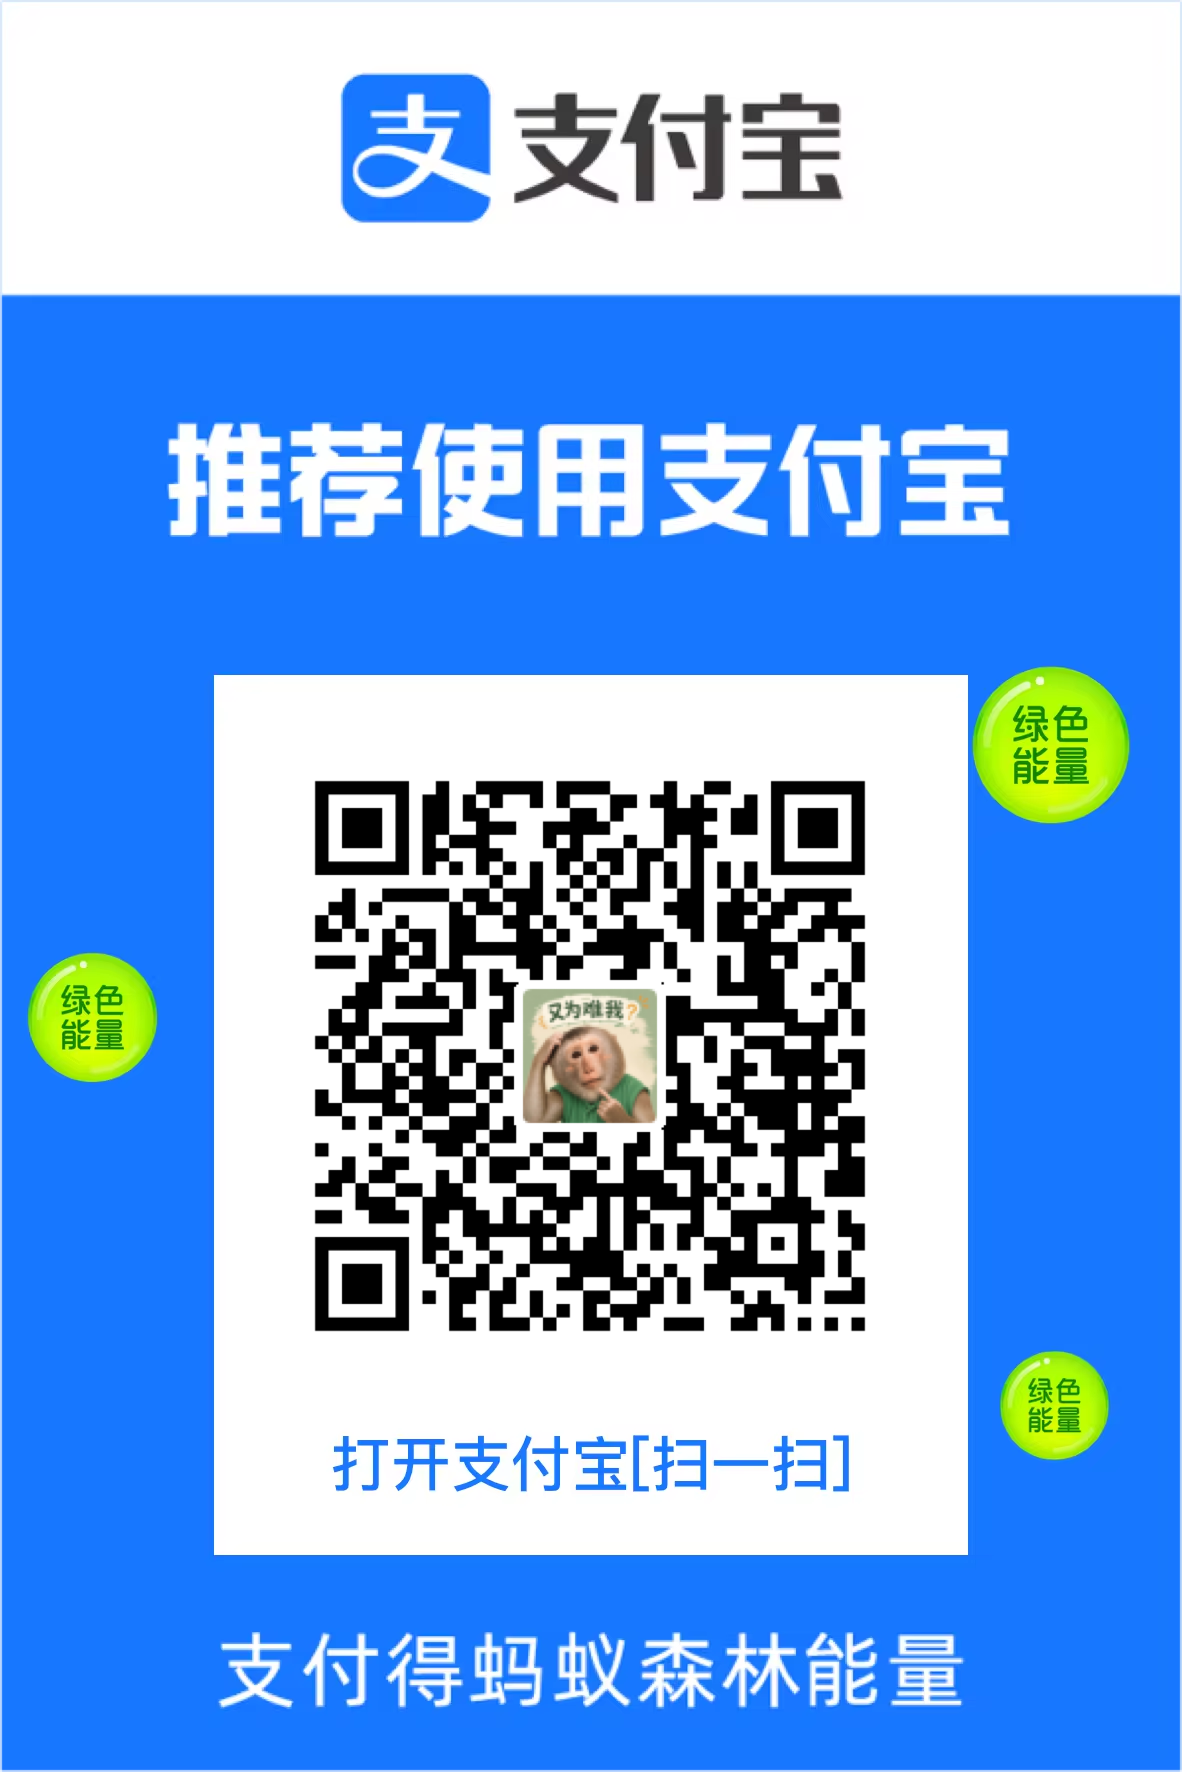 支 支付宝
推荐使用支付宝
绿色
能量
绿色
能量
又为难我?
绿色
能量
打开支付宝[扫一扫]
支付得蚂蚁森林能量